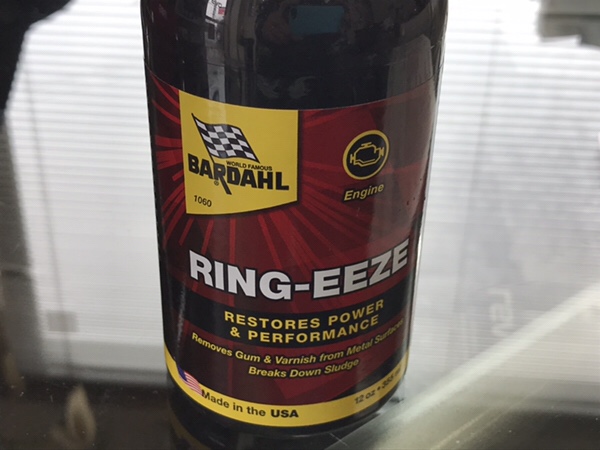 WORLD FAMOUS
BARDAHL
1060
Engine
RING-EEZE
RESTORES POWER
& PERFORMANCE
Removes Gum & Varnish from Metal Surfaces
Breaks Down Sludge
Made in the USA
12 oz